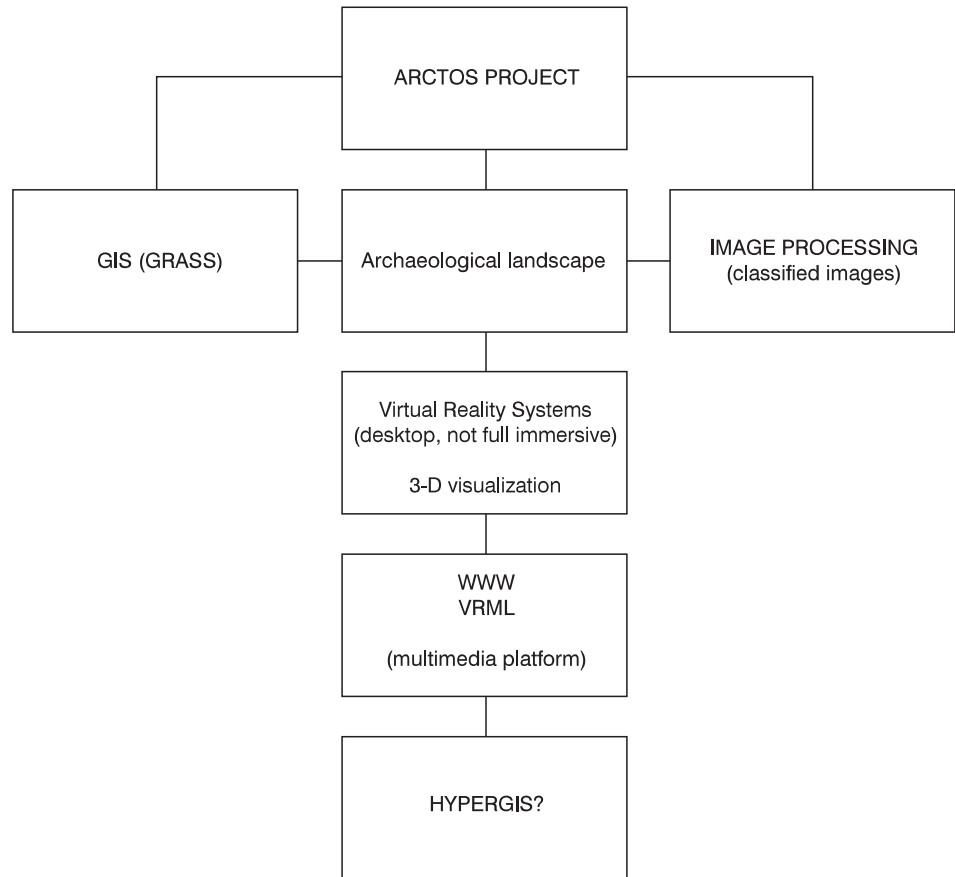 ARCTOS PROJECT
GIS (GRASS)
Archaeological landscape
IMAGE PROCESSING
(classified images)
Virtual Reality Systems
(desktop, not full immersive)
3-D visualization
WWW
VRML
(multimedia platform)
HYPERGIS?